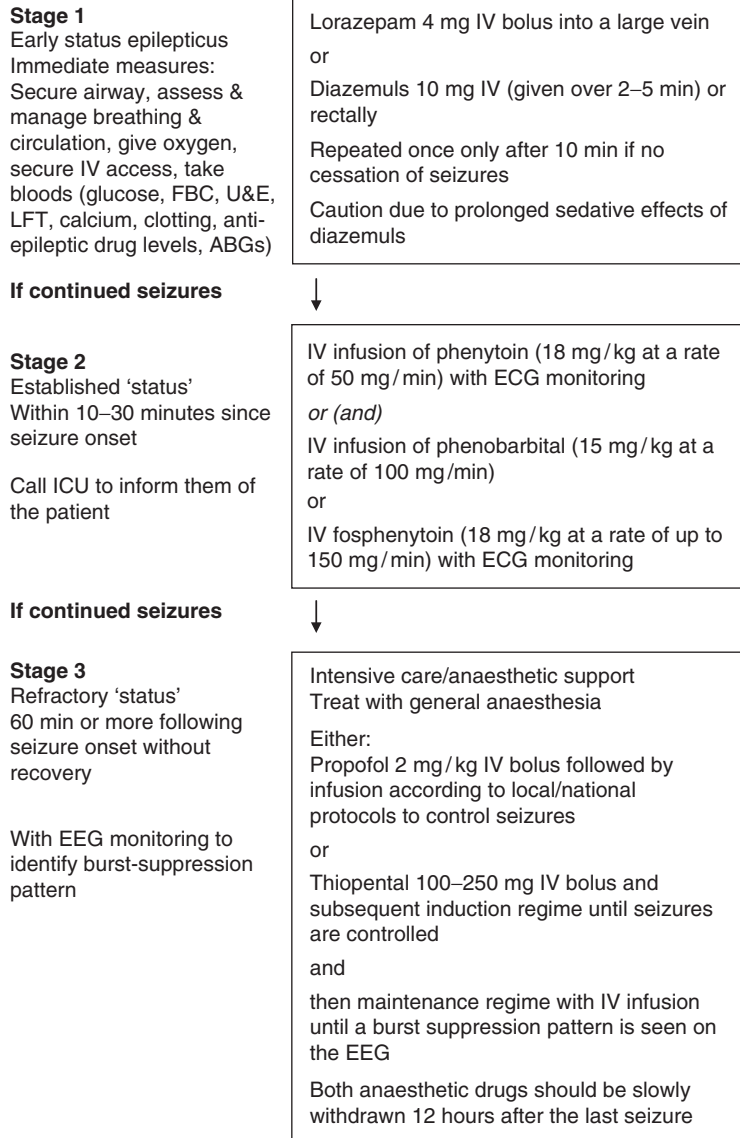 Stage 1
Early status epilepticus
Immediate measures:
Secure airway, assess &
manage breathing &
circulation, give oxygen,
secure IV access, take
bloods (glucose, FBC, U&E,
LFT, calcium, clotting, anti-
epileptic drug levels, ABGs)
Lorazepam 4 mg IV bolus into a large vein
or
Diazemuls 10 mg IV (given over 2–5 min) or
rectally
Repeated once only after 10 min if no
cessation of seizures
Caution due to prolonged sedative effects of
diazemuls
If continued seizures
Stage 2
Established 'status'
Within 10–30 minutes since
seizure onset
Call ICU to inform them of
the patient
IV infusion of phenytoin (18 mg/kg at a rate
of 50 mg/min) with ECG monitoring
or (and)
IV infusion of phenobarbital (15 mg/kg at a
rate of 100 mg/min)
or
IV fosphenytoin (18 mg/kg at a rate of up to
150 mg/min) with ECG monitoring
If continued seizures
Stage 3
Refractory 'status'
60 min or more following
seizure onset without
recovery
With EEG monitoring to
identify burst-suppression
pattern
Intensive care/anaesthetic support
Treat with general anaesthesia
Either:
Propofol 2 mg/kg IV bolus followed by
infusion according to local/national
protocols to control seizures
or
Thiopental 100–250 mg IV bolus and
subsequent induction regime until seizures
are controlled
and
then maintenance regime with IV infusion
until a burst suppression pattern is seen on
the EEG
Both anaesthetic drugs should be slowly
withdrawn 12 hours after the last seizure